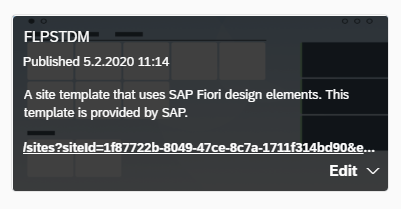 FLPSTDM
Published 5.2.2020 11:14
A site template that uses SAP Fiori design elements. This
template is provided by SAP.
/sites?siteId=1f87722b-8049-47ce-8c7a-1711f314bd90&e...
Edit